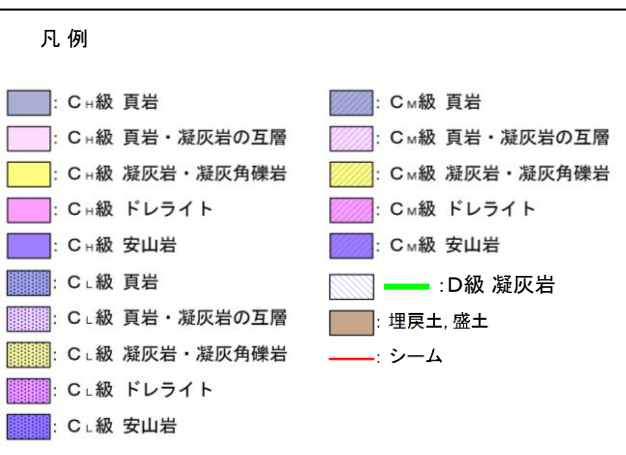 凡 例
: CH級 頁岩
: CH級 頁岩・凝灰岩の互層
: CH級 凝灰岩・凝灰角礫岩
: CH級 ドレライト
: CH級 安山岩
: CL級 頁岩
: CL級 頁岩・凝灰岩の互層
: CL級 凝灰岩・凝灰角礫岩
: CL級 ドレライト
: CL級 安山岩
: CM級 頁岩
: CM級 頁岩・凝灰岩の互層
: CM級 凝灰岩・凝灰角礫岩
: CM級 ドレライト
: CM級 安山岩
:D級 凝灰岩
: 埋戻土, 盛土
: シーム